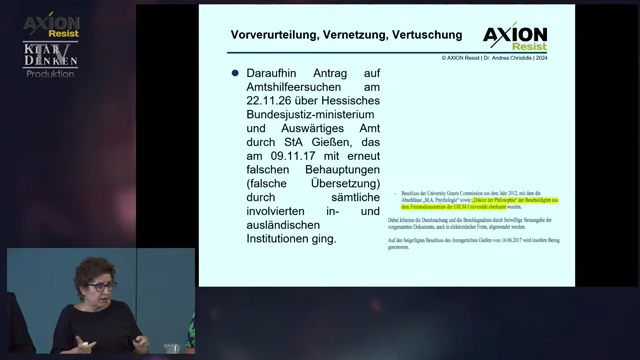 AXION
Resist
KLAR
DENKEN
TV
Produktion
Vorverurteilung, Vernetzung, Vertuschung
AXION
Resist
© AXION Resist | Dr. Andrea Christidis | 2024
Daraufhin Antrag auf
Amtshilfeersuchen am
22.11.26 über Hessisches
Bundesjustiz-ministerium
und Auswärtiges Amt
durch StA Gießen, das
am 09.11.17 mit erneut
falschen Behauptungen
(falsche Übersetzung)
durch sämtliche
involvierten in- und
ausländischen
Institutionen ging.
- Beschluss der University Grants Commission aus dem Jahr 2012, mit dem die
Abschlüsse „M.A. Psychologie“ sowie „Doktor der Philosophie“ der Beschuldigten aus
dem Fernstudienzentrum der EIILM-Universität überkannt wurden.
Dabei könnten die Durchsuchung und die Beschlagnahme durch freiwillige Herausgabe der
vorgenannten Dokumente, auch in elektronischer Form, abgewendet werden.
Auf den beigefügten Beschluss des Amtsgerichtes Gießen vom 16.06.2017 wird insofern Bezug
genommen.